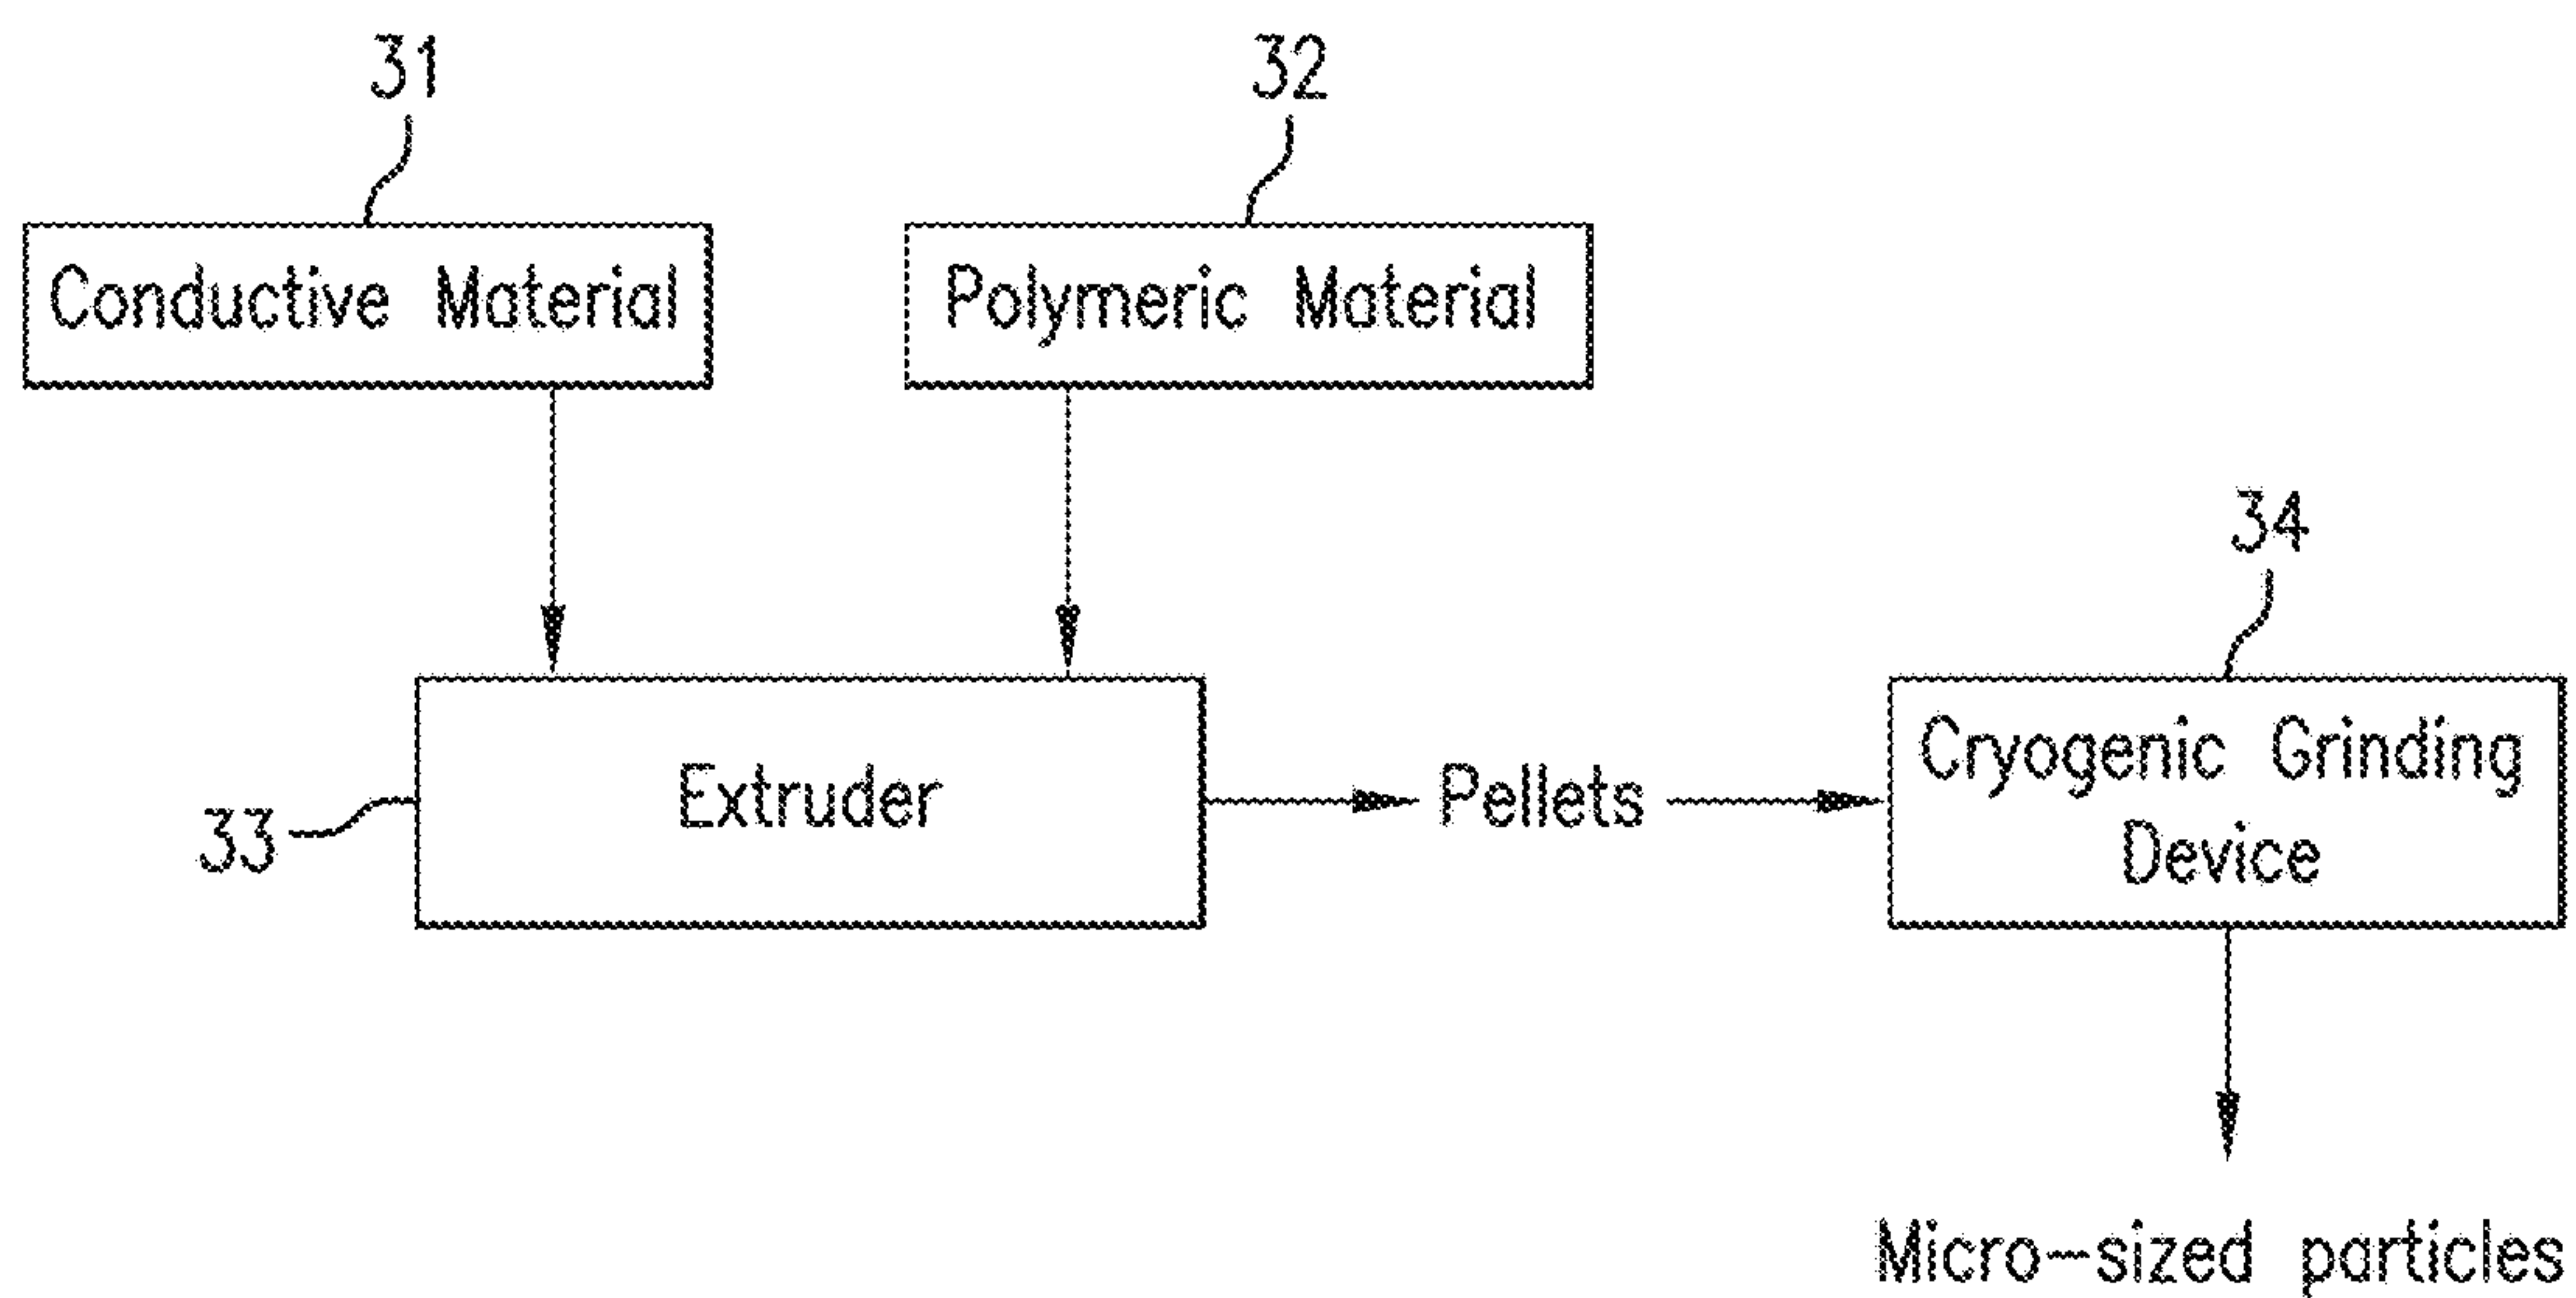 31
32
Conductive Material
Polymeric Material
34
33
Extruder
Pellets
Cryogenic Grinding
Device
Micro-sized particles